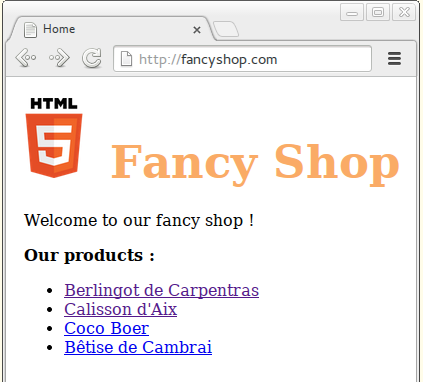 Home
http://fancyshop.com
HTML
5
Fancy Shop
Welcome to our fancy shop !
Our products :
Berlingot de Carpentras
Calisson d'Aix
Coco Boer
Bêtise de Cambrai